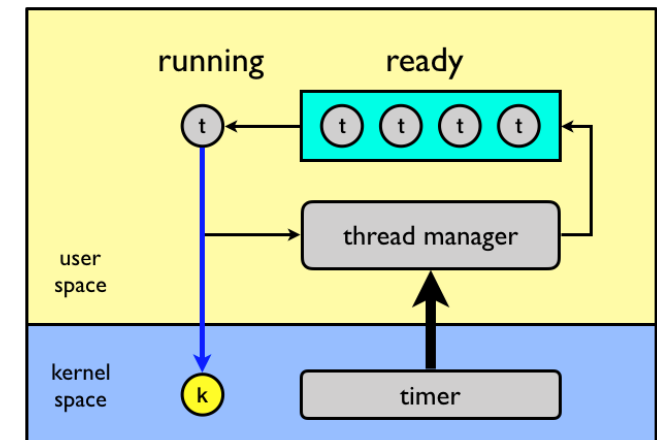 running
ready
t
t
t
t
t
thread manager
user
space
kernel
space
k
timer